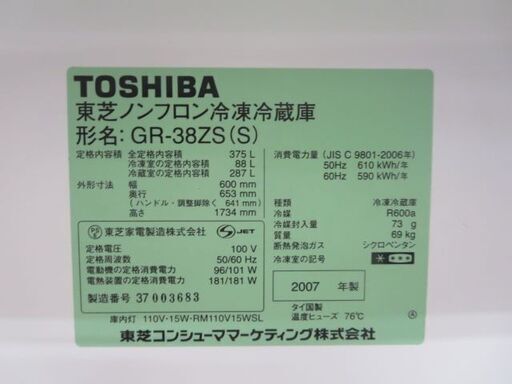 TOSHIBA
東芝ノンフロン冷凍冷蔵庫
形名: GR-38ZS(S)
定格内容積 全定格内容積 375 L
冷凍室の定格内容積 88 L
冷蔵室の定格内容積 287 L
外形寸法 幅 600 mm
奥行 653 mm
(ハンドル・調整脚除く 641 mm)
高さ 1734 mm
消費電力量 (JIS C 9801-2006年)
50Hz 610 kWh/年
60Hz 590 kWh/年
種類 冷凍冷蔵庫
冷媒 R600a
冷媒封入量 73 g
質量 69 kg
断熱発泡ガス シクロペンタン
冷凍室の記号
PS E 東芝家電製造株式会社 JET
定格電圧 100 V
定格周波数 50/60 Hz
電動機の定格消費電力 96/101 W
電熱装置の定格消費電力 181/181 W
製造番号 37003683
2007 年製
タイ国製
庫内灯 110V・15W・RM110V15WSL
温度ヒューズ 76℃
A
東芝コンシューママーケティング株式会社